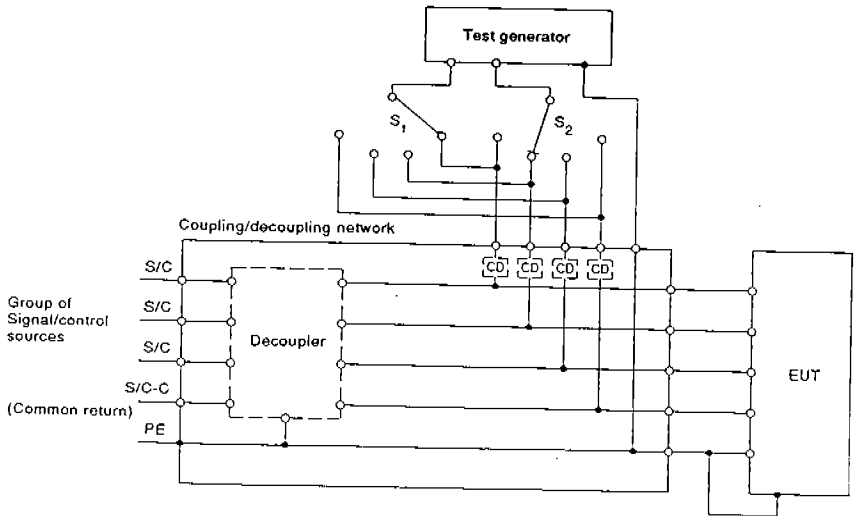 Test generator
S1
S2
Coupling/decoupling network
CD CD CD CD
S/C
Group of
Signal/control
sources
S/C
S/C
Decoupler
EUT
S/C-C
(Common return)
PE